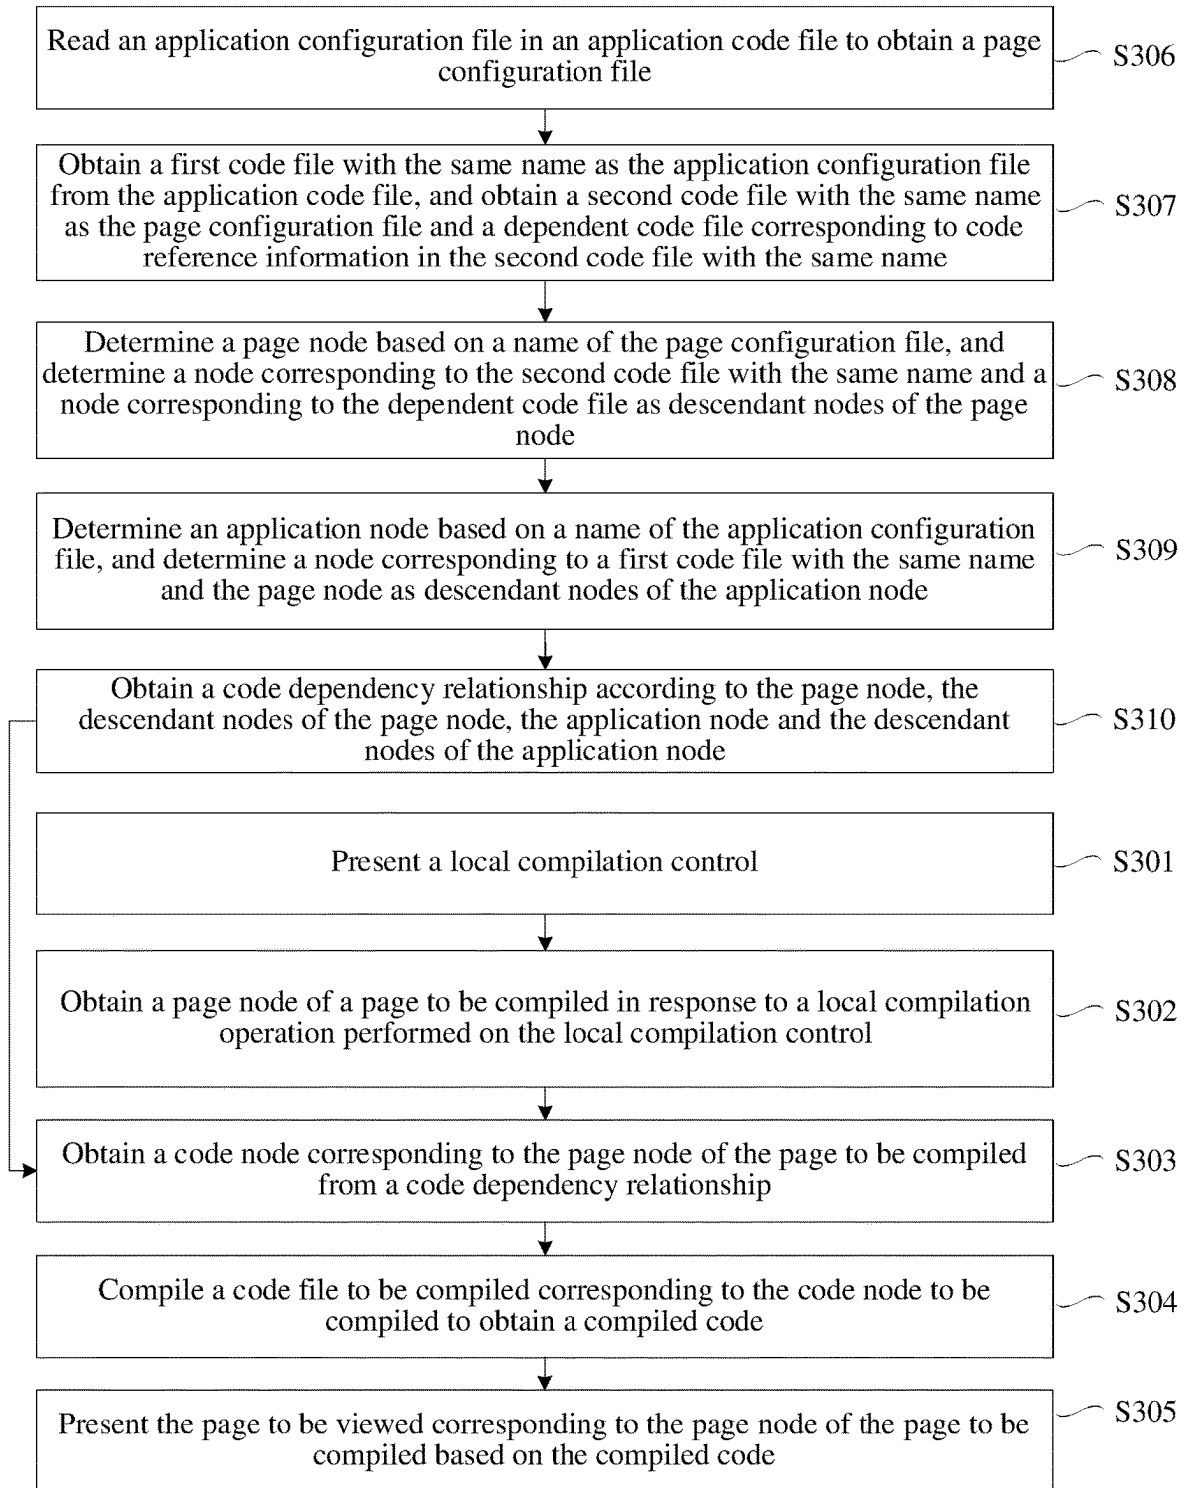 Read an application configuration file in an application code file to obtain a page
configuration file
S306
Obtain a first code file with the same name as the application configuration file
from the application code file, and obtain a second code file with the same name
as the page configuration file and a dependent code file corresponding to code
reference information in the second code file with the same name
S307
Determine a page node based on a name of the page configuration file, and
determine a node corresponding to the second code file with the same name and a
node corresponding to the dependent code file as descendant nodes of the page
node
S308
Determine an application node based on a name of the application configuration
file, and determine a node corresponding to a first code file with the same name
and the page node as descendant nodes of the application node
S309
Obtain a code dependency relationship according to the page node, the
descendant nodes of the page node, the application node and the descendant
nodes of the application node
S310
Present a local compilation control
S301
Obtain a page node of a page to be compiled in response to a local compilation
operation performed on the local compilation control
S302
Obtain a code node corresponding to the page node of the page to be compiled
from a code dependency relationship
S303
Compile a code file to be compiled corresponding to the code node to be
compiled to obtain a compiled code
S304
Present the page to be viewed corresponding to the page node of the page to be
compiled based on the compiled code
S305